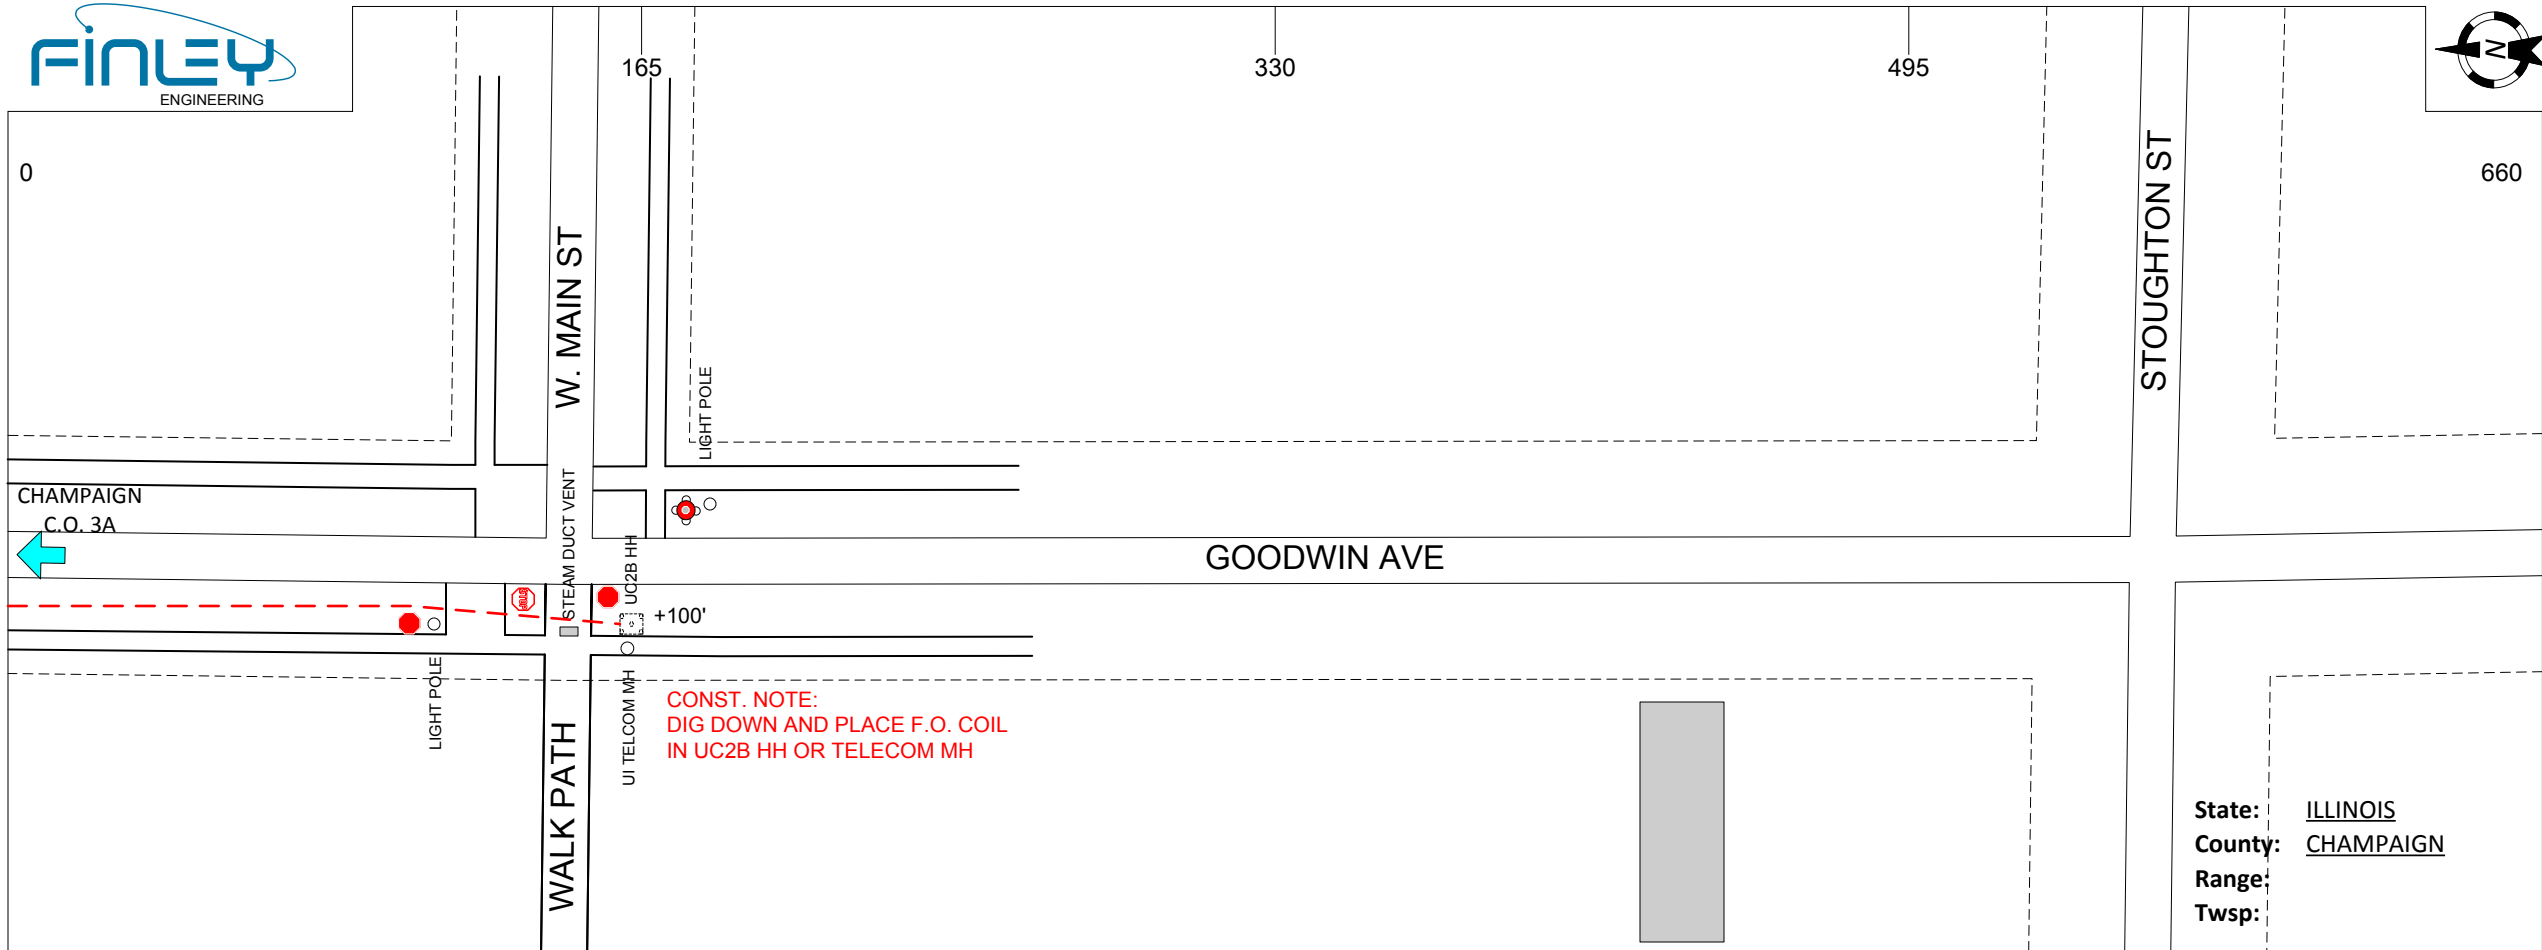 FINLEY
ENGINEERING
165
330
495
N
0
660
W. MAIN ST
STOUGHTON ST
LIGHT POLE
CHAMPAIGN
C.O. 3A
STEAM DUCT VENT
UC2B HH
GOODWIN AVE
STOP
+100'
LIGHT POLE
UI TELCOM MH
WALK PATH
CONST. NOTE:
DIG DOWN AND PLACE F.O. COIL
IN UC2B HH OR TELECOM MH
State: ILLINOIS
County: CHAMPAIGN
Range:
Twsp: